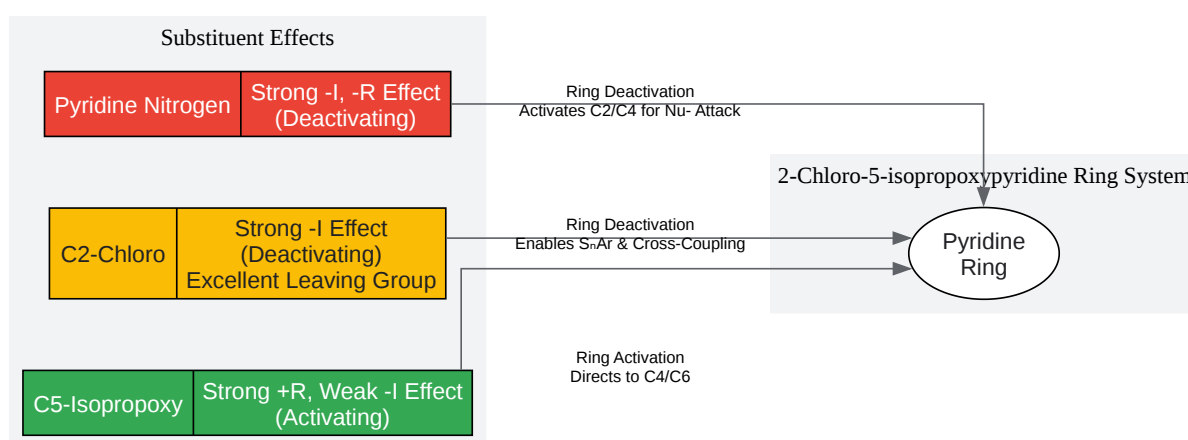 Substituent Effects
Pyridine Nitrogen
Strong -I, -R Effect
(Deactivating)
Ring Deactivation
Activates C2/C4 for Nu- Attack
2-Chloro-5-isopropoxypyridine Ring System
C2-Chloro
Strong -I Effect
(Deactivating)
Excellent Leaving Group
Ring Deactivation
Enables SₙAr & Cross-Coupling
Pyridine
Ring
C5-Isopropoxy
Strong +R, Weak -I Effect
(Activating)
Ring Activation
Directs to C4/C6